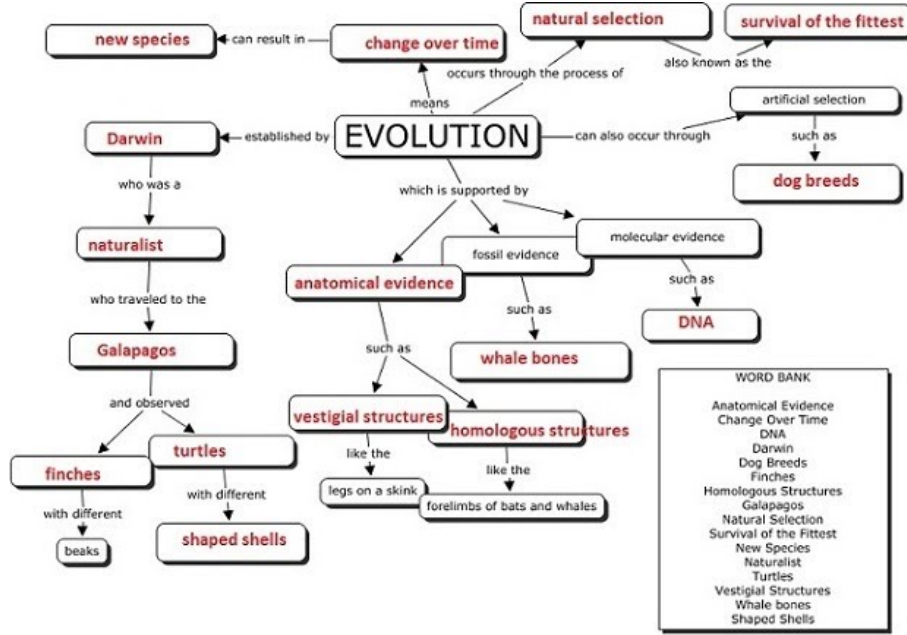 natural selection
survival of the fittest
new species
can result in
change over time
also known as the
occurs through the process of
means
artificial selection
Darwin
established by
EVOLUTION
can also occur through
such as
dog breeds
who was a
which is supported by
naturalist
molecular evidence
fossil evidence
anatomical evidence
such as
who traveled to the
such as
DNA
Galapagos
such as
whale bones
and observed
vestigial structures
homologous structures
turtles
finches
like the
like the
with different
legs on a skink
forelimbs of bats and whales
with different
beaks
shaped shells
WORD BANK
Anatomical Evidence
Change Over Time
DNA
Darwin
Dog Breeds
Finches
Homologous Structures
Galapagos
Natural Selection
Survival of the Fittest
New Species
Naturalist
Turtles
Vestigial Structures
Whale bones
Shaped Shells